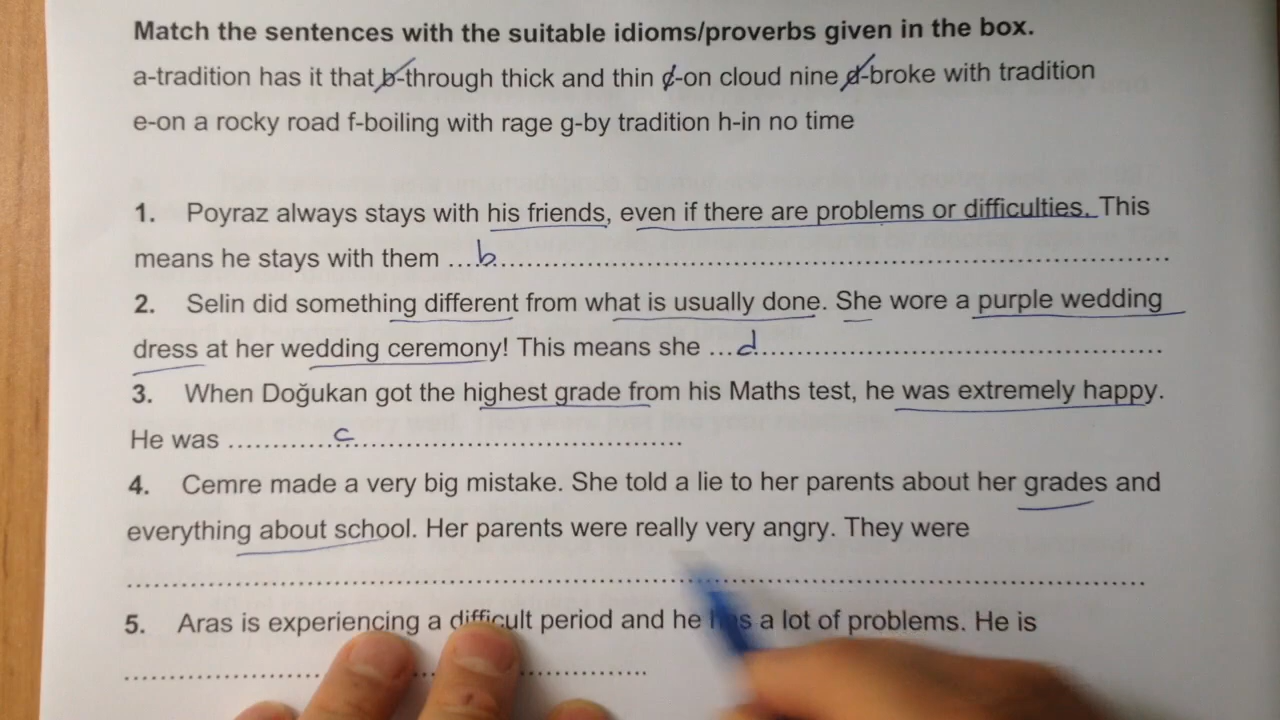 Match the sentences with the suitable idioms/proverbs given in the box.
a-tradition has it that b-through thick and thin c-on cloud nine d-broke with tradition
e-on a rocky road f-boiling with rage g-by tradition h-in no time
1. Poyraz always stays with his friends, even if there are problems or difficulties. This
means he stays with them ...b...............................................................
2. Selin did something different from what is usually done. She wore a purple wedding
dress at her wedding ceremony! This means she ...d.....................................................
3. When Doğukan got the highest grade from his Maths test, he was extremely happy.
He was .............c.............................................
4. Cemre made a very big mistake. She told a lie to her parents about her grades and
everything about school. Her parents were really very angry. They were
................................................................................................................................
5. Aras is experiencing a difficult period and he has a lot of problems. He is
.................................................................